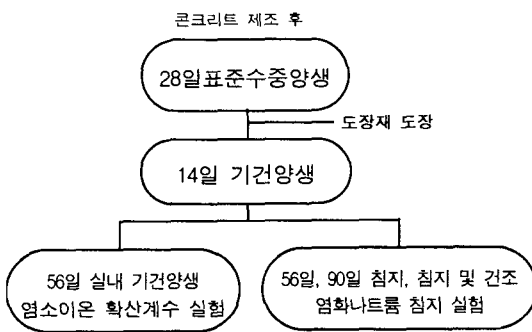 콘크리트 제조 후
28일표준수중양생
도장재 도장
14일 기건양생
56일 실내 기건양생
염소이온 확산계수 실험
56일, 90일 침지, 침지 및 건조
염화나트륨 침지 실험